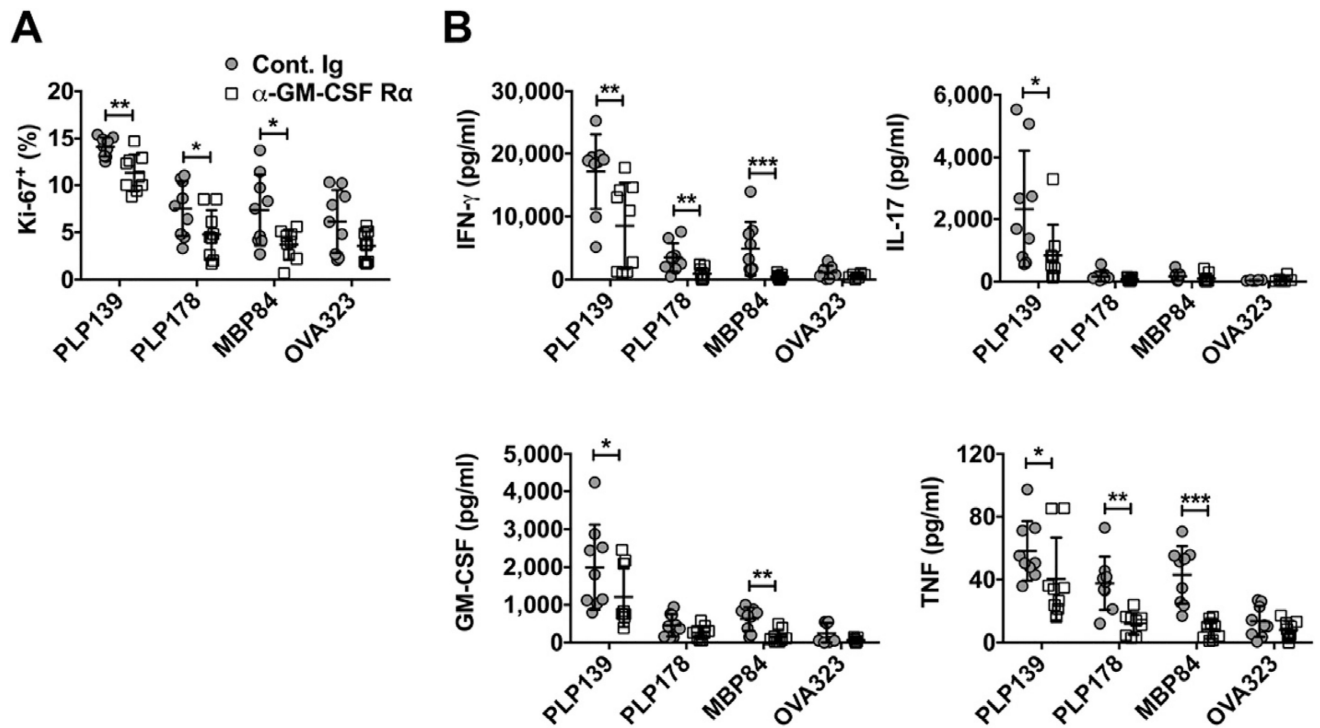 A
B
Cont. Ig
α-GM-CSF Rα
Ki-67+ (%)
20
15
10
5
0
**
*
*
PLP139
PLP178
MBP84
OVA323
IFN-γ (pg/ml)
30,000
20,000
10,000
0
**
**
***
PLP139
PLP178
MBP84
OVA323
IL-17 (pg/ml)
6,000
4,000
2,000
0
*
PLP139
PLP178
MBP84
OVA323
GM-CSF (pg/ml)
5,000
4,000
3,000
2,000
1,000
0
*
**
PLP139
PLP178
MBP84
OVA323
TNF (pg/ml)
120
80
40
0
*
**
***
PLP139
PLP178
MBP84
OVA323